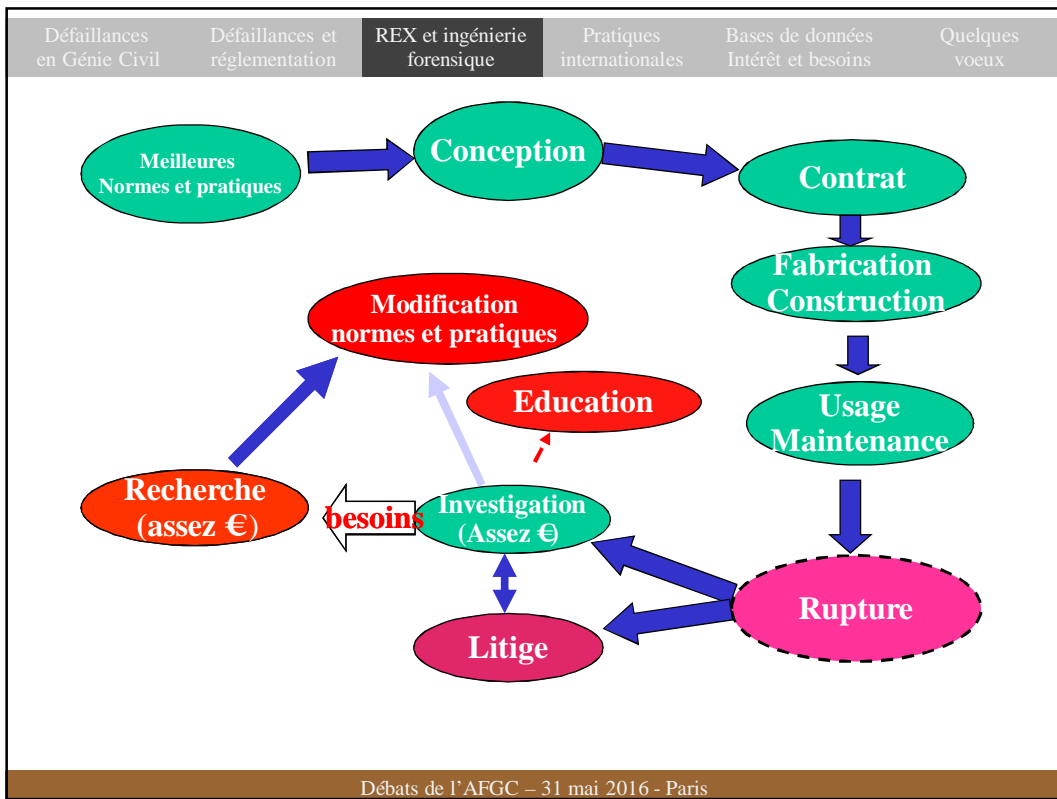 Défaillances
en Génie Civil
Défaillances et
réglementation
REX et ingénierie
forensique
Pratiques
internationales
Bases de données
Intérêt et besoins
Quelques
voeux
Meilleures
Normes et pratiques
Conception
Contrat
Fabrication
Construction
Modification
normes et pratiques
Education
Usage
Maintenance
Recherche
(assez €)
besoins
Investigation
(Assez €)
Rupture
Litige
Débats de l’AFGC – 31 mai 2016 - Paris